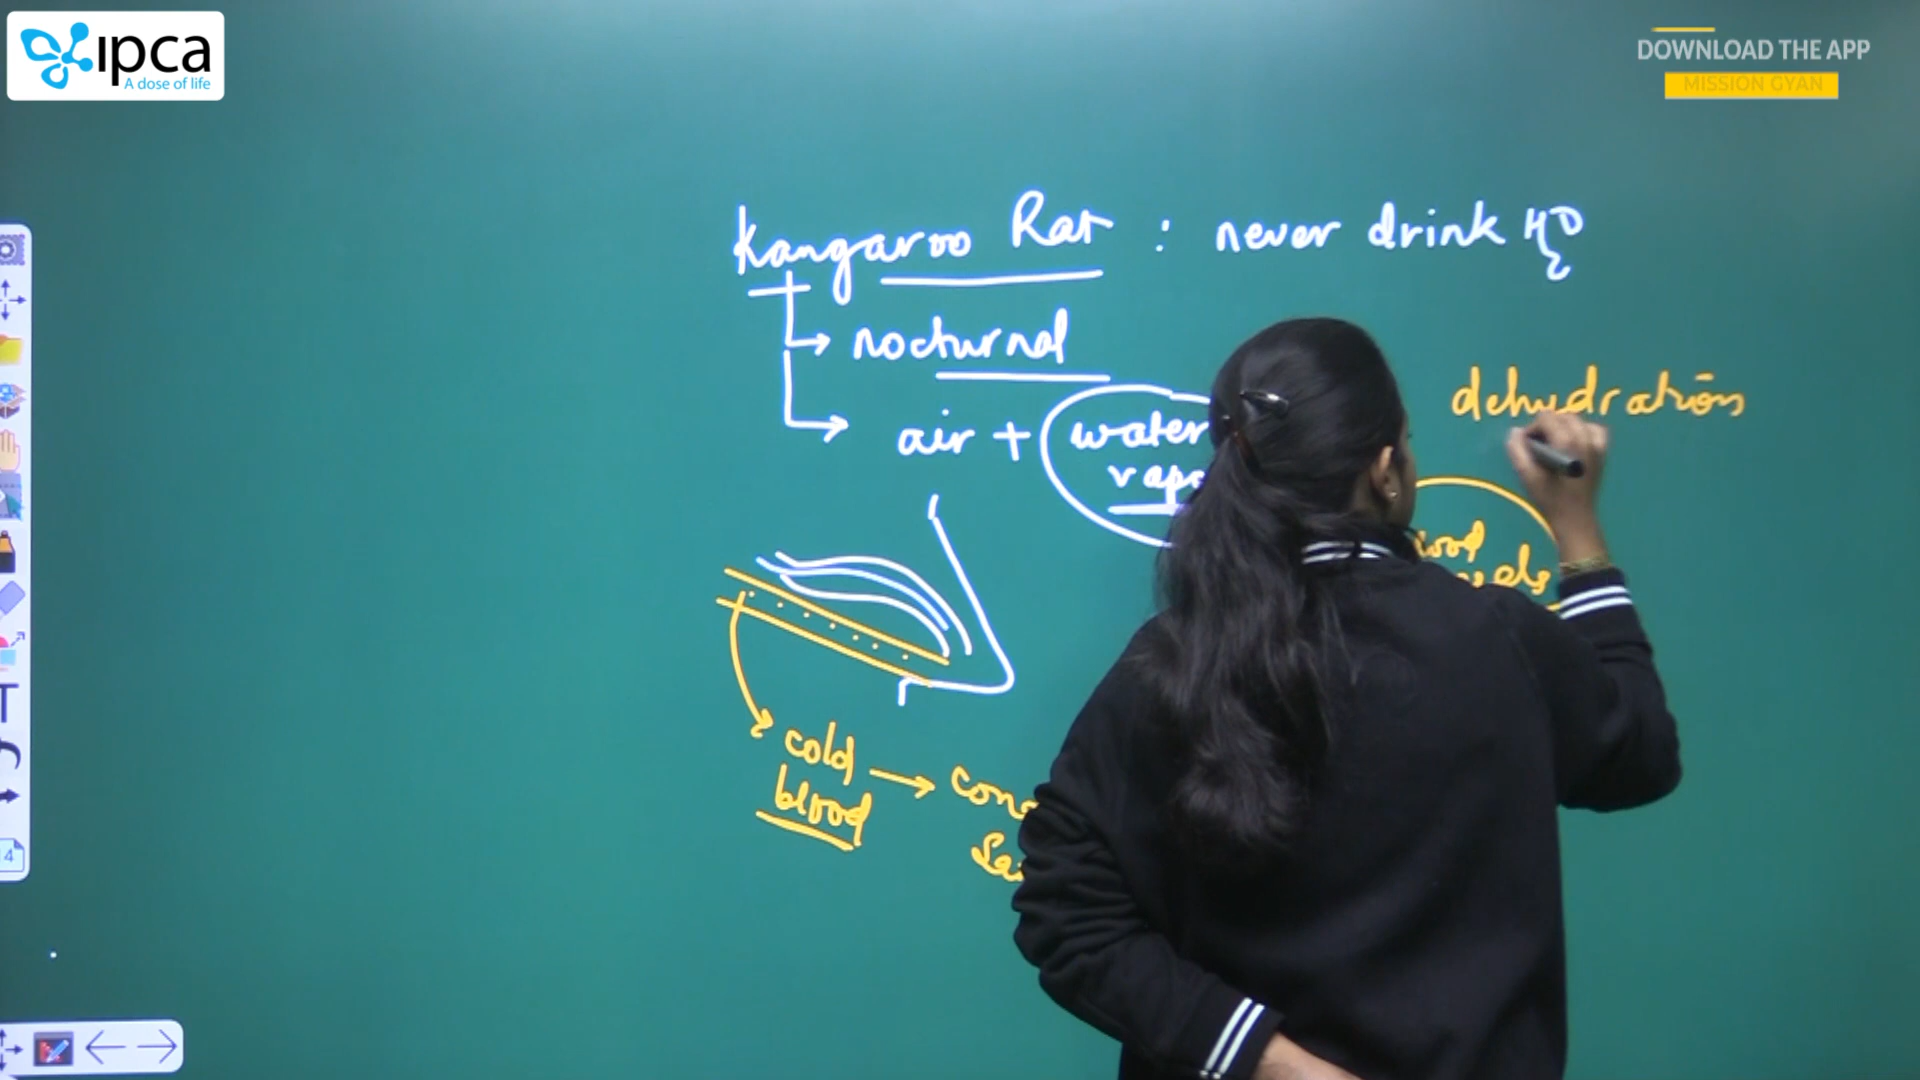 ipca
A dose of life
DOWNLOAD THE APP
MISSION GYAN
Kangaroo Rat : never drink H2O
nocturnal
air + water
dehydration
cold
blood
14
T